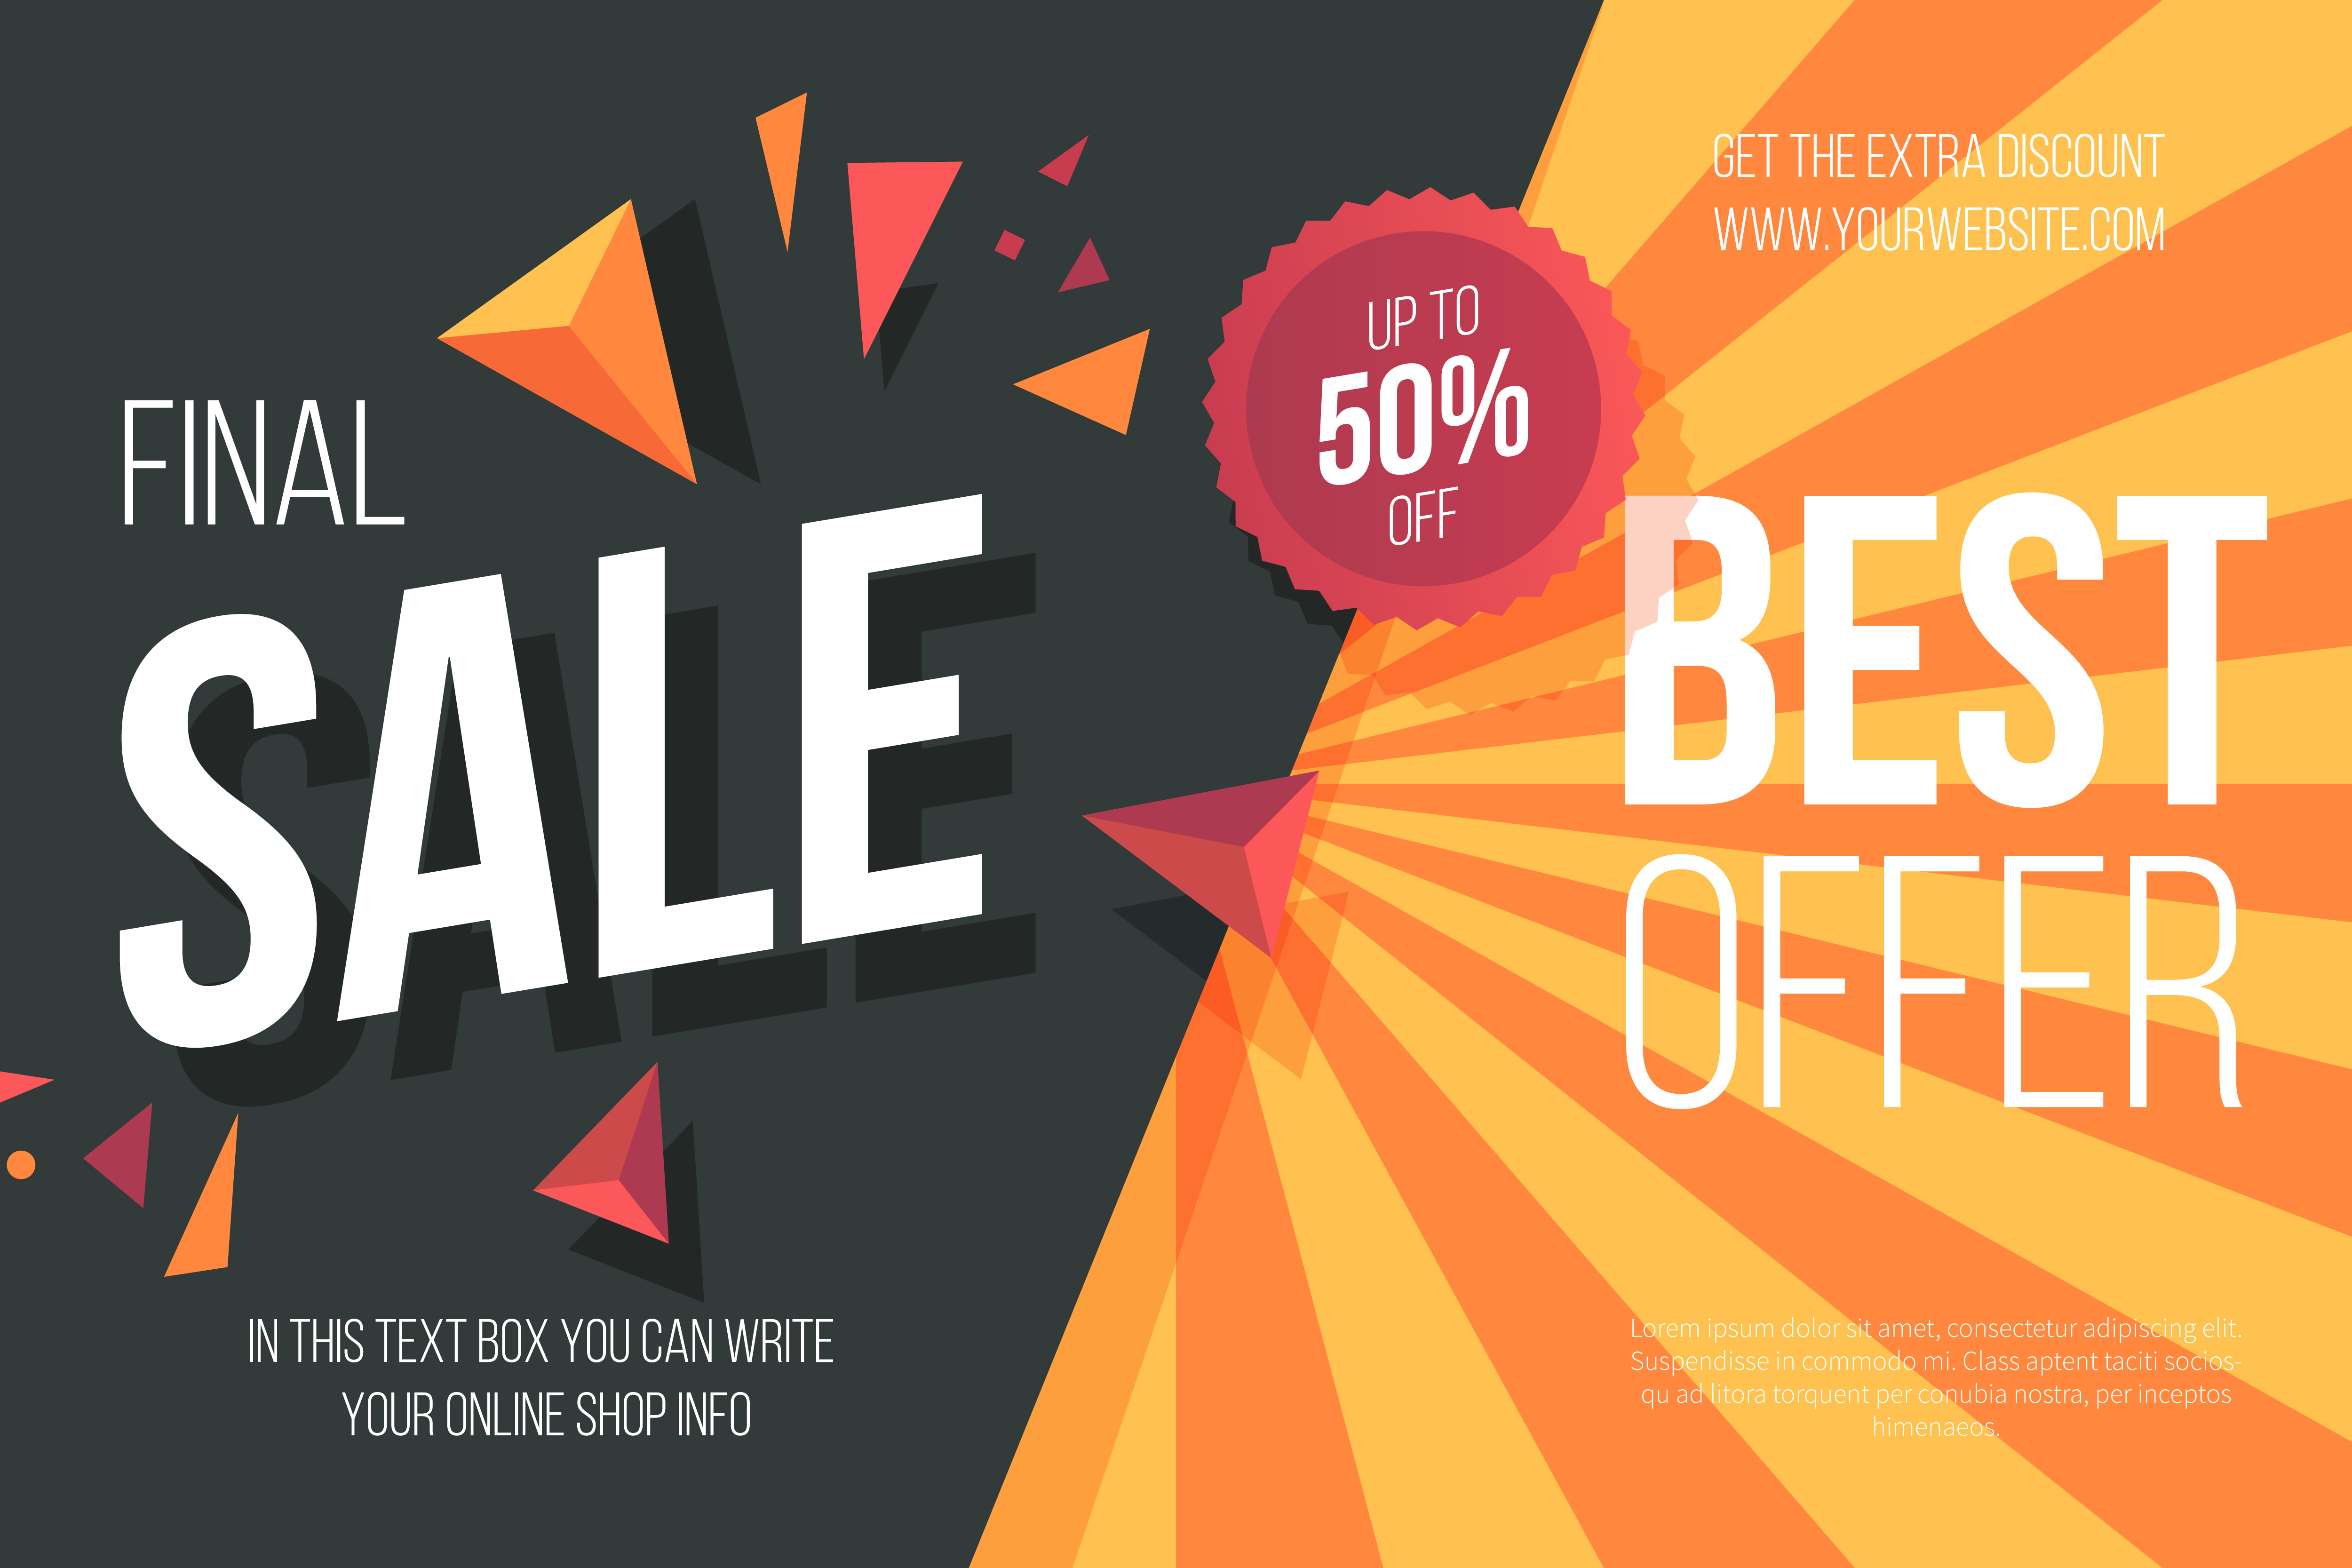 FINAL
SALE
IN THIS TEXT BOX YOU CAN WRITE
YOUR ONLINE SHOP INFO
UP TO
50%
OFF
GET THE EXTRA DISCOUNT
WWW.YOURWEBSITE.COM
BEST
OFFER
Lorem ipsum dolor sit amet, consectetur adipiscing elit.
Suspendisse in commodo mi. Class aptent taciti socios-
qu ad litora torquent per conubia nostra, per inceptos
himenaeos.